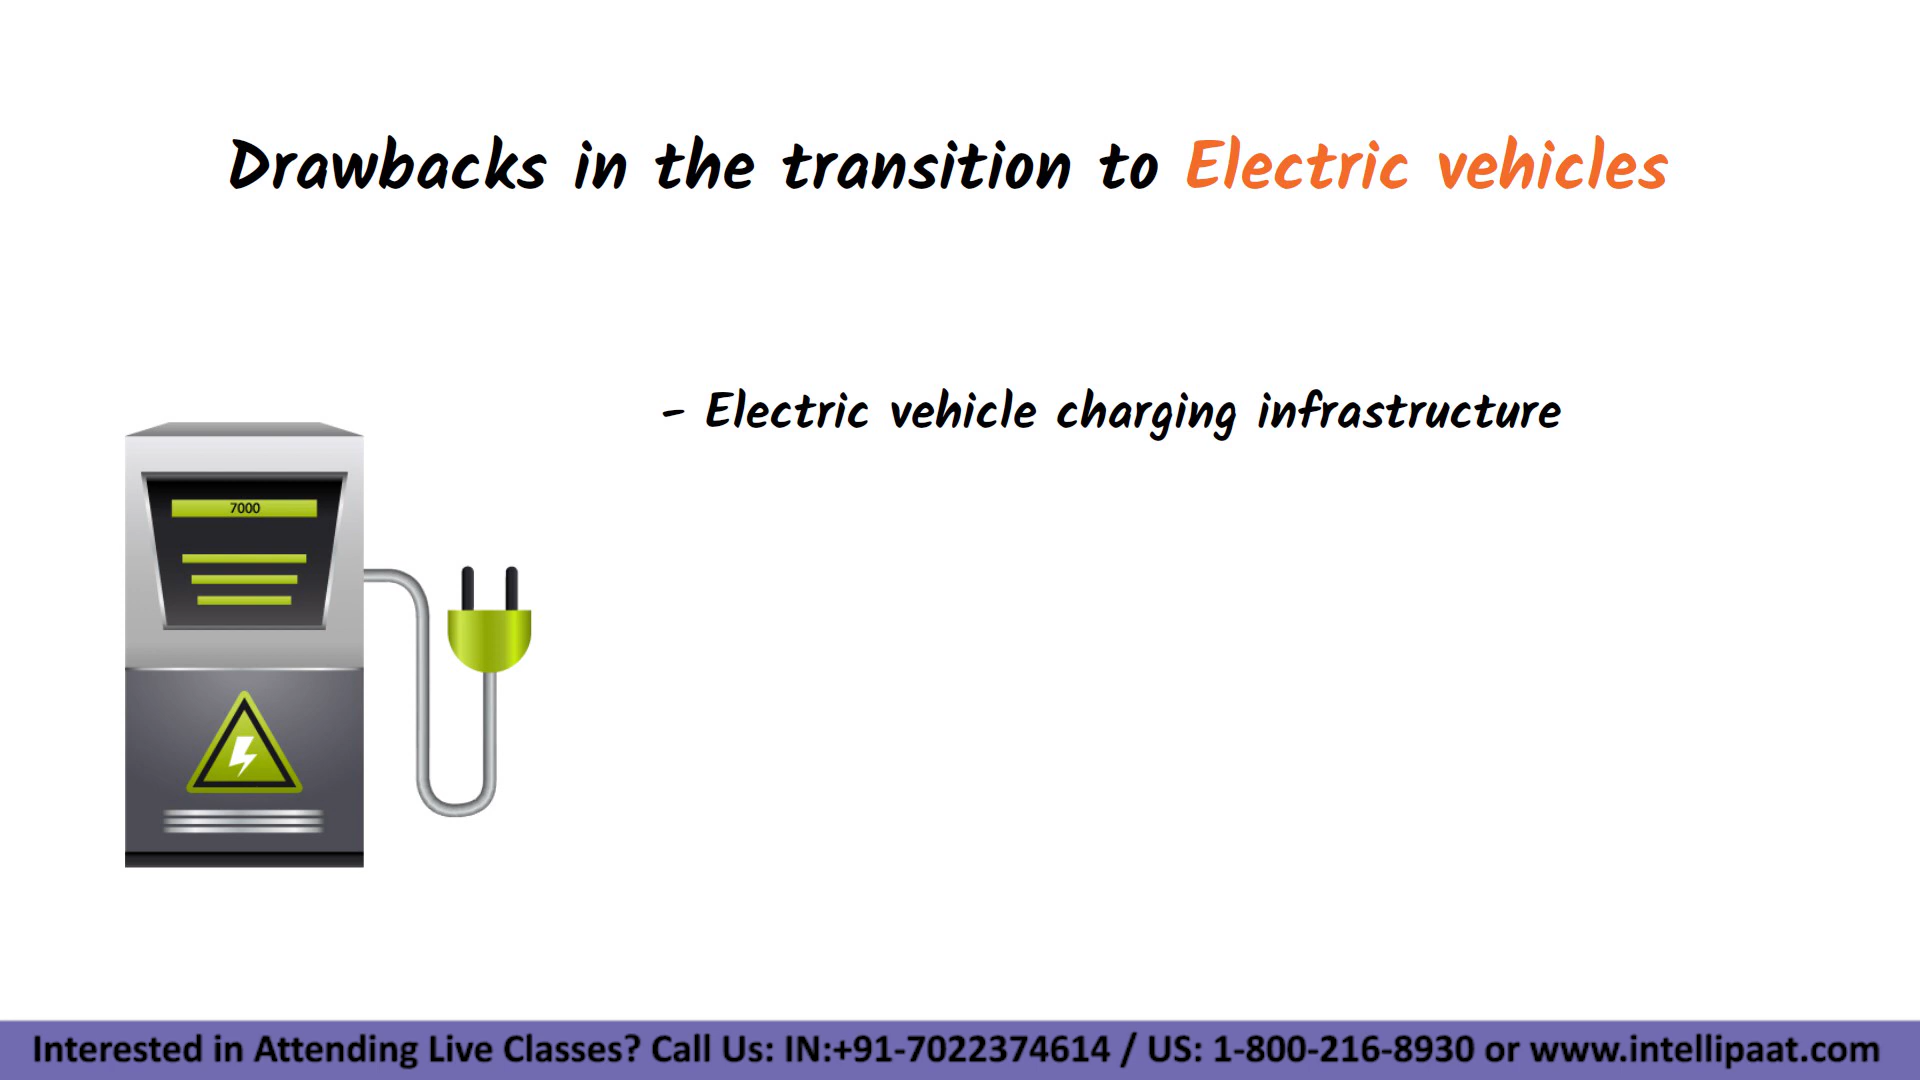 Drawbacks in the transition to Electric vehicles
- Electric vehicle charging infrastructure
7000
Interested in Attending Live Classes? Call Us: IN:+91-7022374614 / US: 1-800-216-8930 or www.intellipaat.com